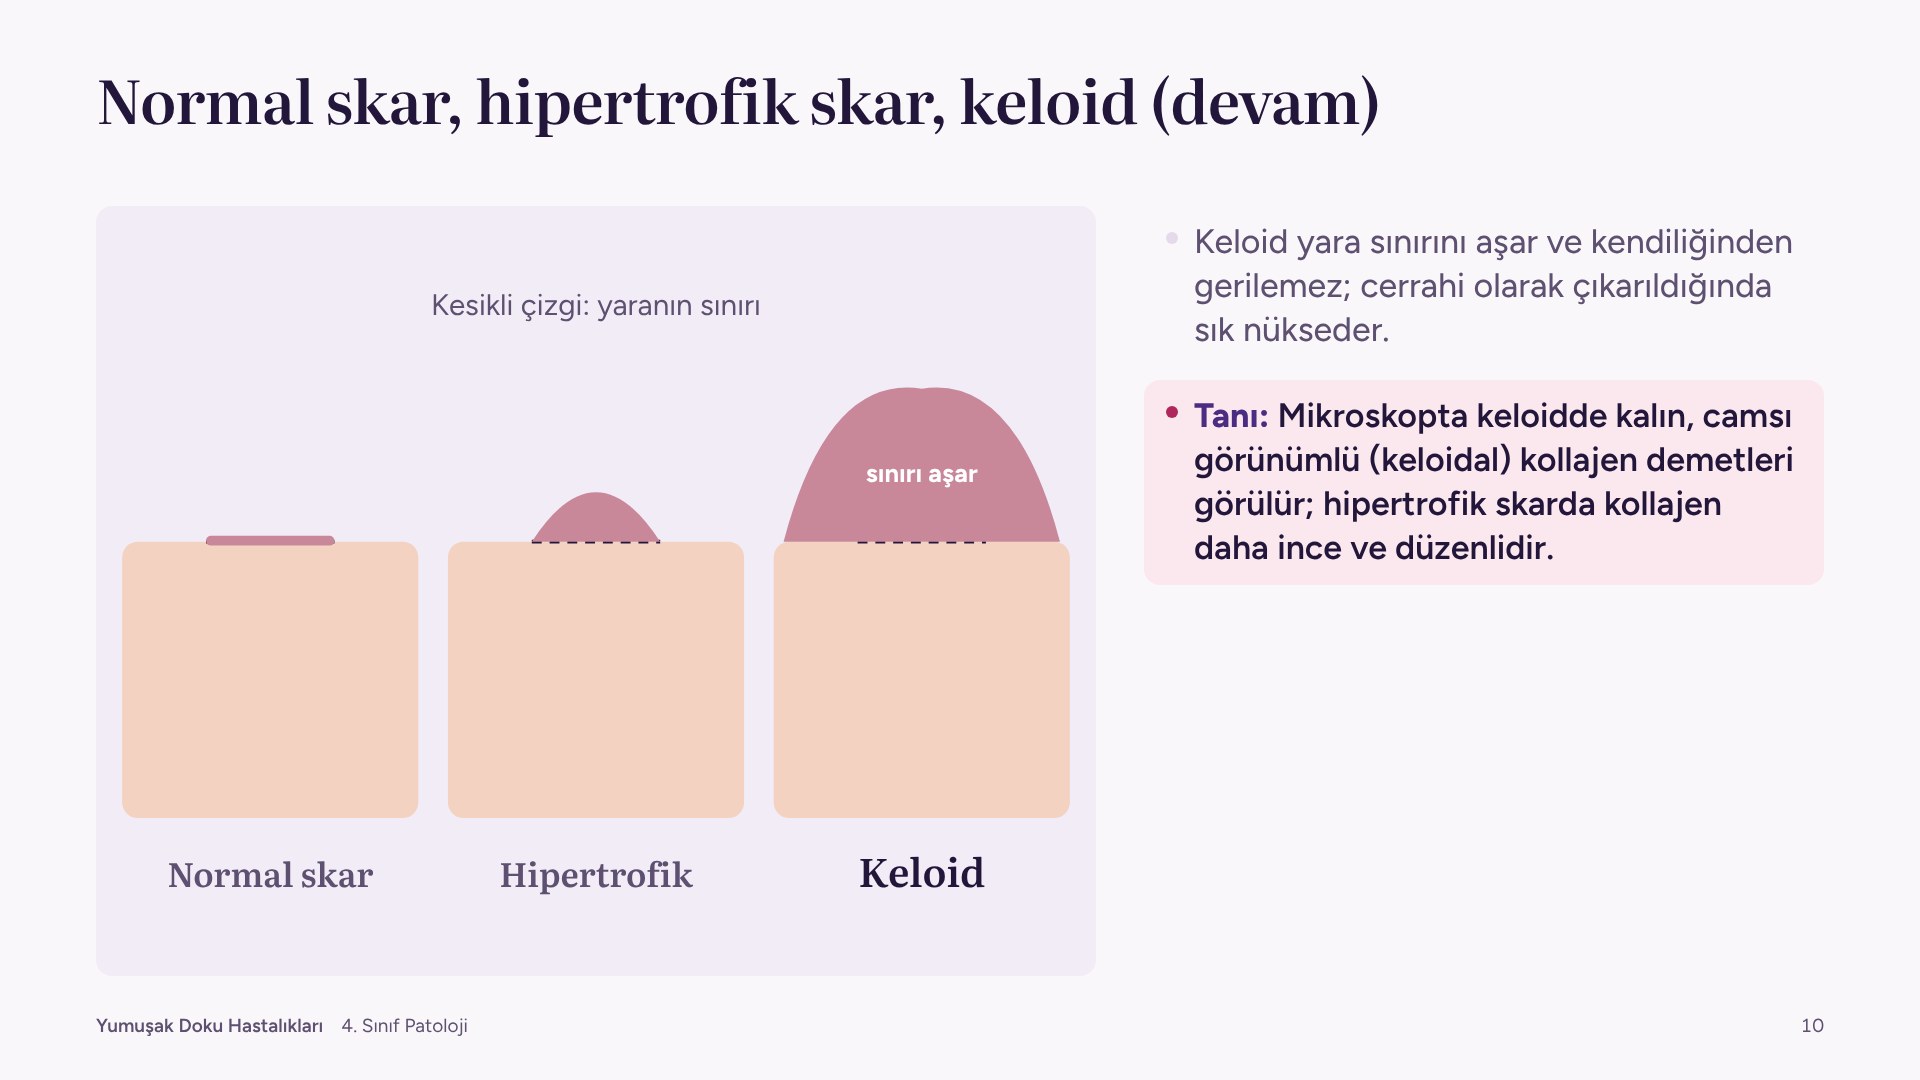 Normal skar, hipertrofik skar, keloid (devam)
Kesikli çizgi: yaranın sınırı
sınırı aşar
Normal skar
Hipertrofik
Keloid
Keloid yara sınırını aşar ve kendiliğinden
gerilemez; cerrahi olarak çıkarıldığında
sık nükseder.
Tanı: Mikroskopta keloidde kalın, camsı
görünümlü (keloidal) kollajen demetleri
görülür; hipertrofik skarda kollajen
daha ince ve düzenlidir.
Yumuşak Doku Hastalıkları 4. Sınıf Patoloji
10